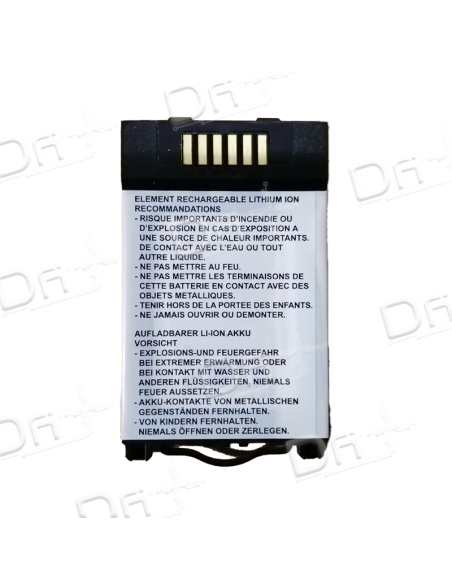 ELEMENT RECHARGEABLE LITHIUM ION
RECOMMANDATIONS
- RISQUE IMPORTANTS D'INCENDIE OU
D'EXPLOSION EN CAS D'EXPOSITION A
UNE SOURCE DE CHALEUR IMPORTANTS.
DE CONTACT AVEC L'EAU OU TOUT
AUTRE LIQUIDE.
- NE PAS METTRE AU FEU.
- NE PAS METTRE LES TERMINAISONS DE
CETTE BATTERIE EN CONTACT AVEC DES
OBJETS METALLIQUES.
- TENIR HORS DE LA PORTEE DES ENFANTS.
- NE JAMAIS OUVRIR OU DEMONTER.
AUFLADBARER LI-ION AKKU
VORSICHT
- EXPLOSIONS-UND FEUERGEFAHR
BEI EXTREMER ERWÄRMUNG ODER
BEI KONTAKT MIT WASSER UND
ANDEREN FLÜSSIGKEITEN. NIEMALS
FEUER AUSSETZEN.
- AKKU-KONTAKTE VON METALLISCHEN
GEGENSTÄNDEN FERNHALTEN.
- VON KINDERN FERNHALTEN.
NIEMALS ÖFFNEN ODER ZERLEGEN.